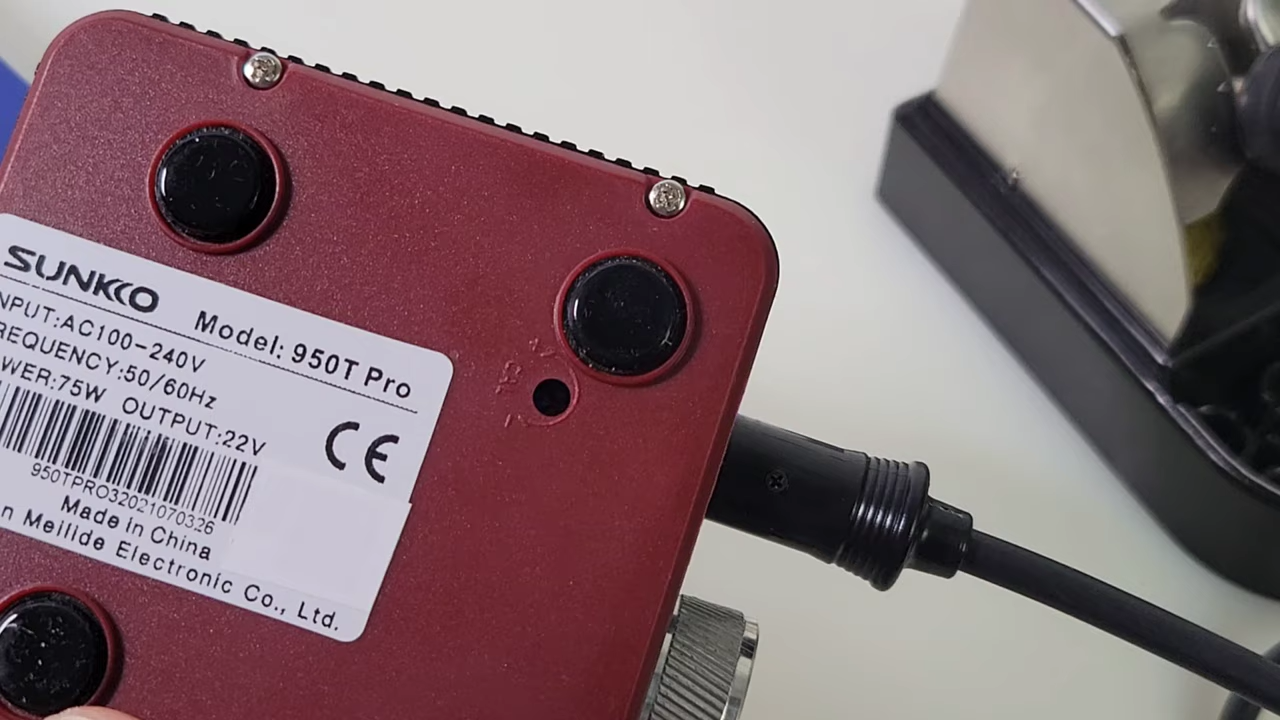 SUNKKO
Model: 950T Pro
NPUT:AC100-240V
REQUENCY:50/60Hz
WER:75W OUTPUT:22V
CE
950TPRO32021070326
Made in China
n Meilide Electronic Co., Ltd.